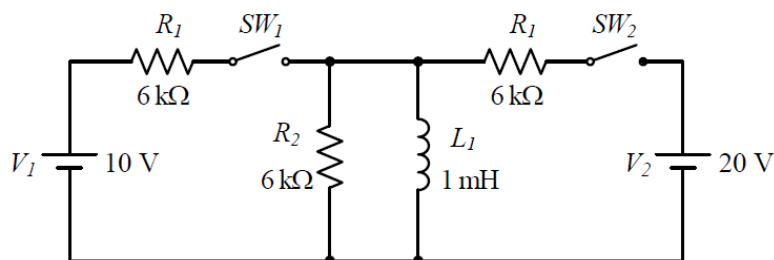 R1 SW1 R1 SW2
6 kΩ 6 kΩ
R2 L1
V1 10 V 6 kΩ 1 mH V2 20 V